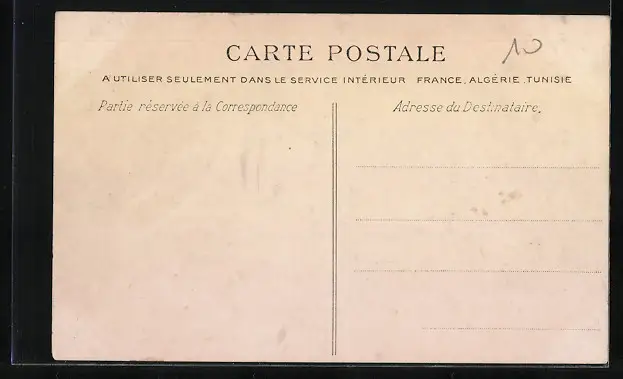 CARTE POSTALE
10
A UTILISER SEULEMENT DANS LE SERVICE INTÉRIEUR FRANCE, ALGÉRIE, TUNISIE
Partie réservée à la Correspondance
Adresse du Destinataire.